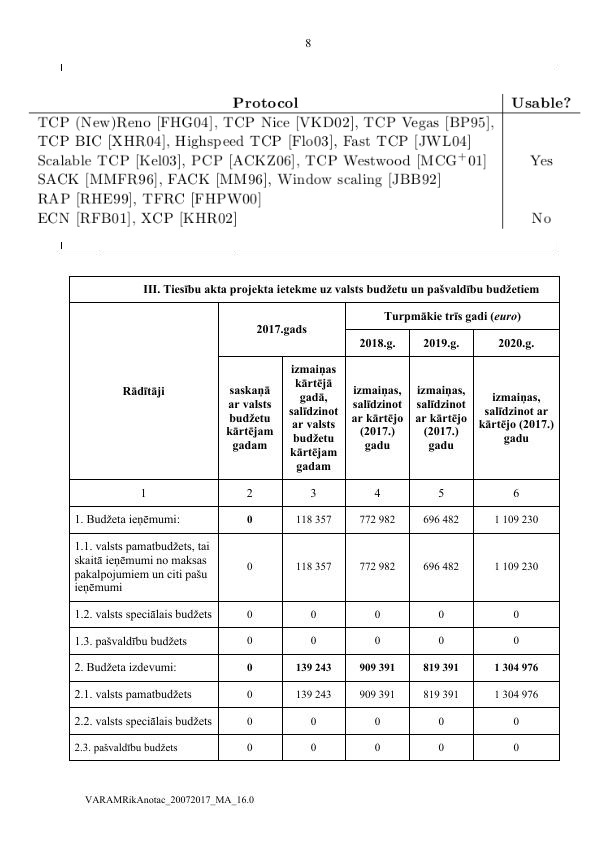 8
Protocol Usable?
TCP (New)Reno [FHG04], TCP Nice [VKD02], TCP Vegas [BP95],
TCP BIC [XHR04], Highspeed TCP [Flo03], Fast TCP [JWL04]
Scalable TCP [Kel03], PCP [ACKZ06], TCP Westwood [MCG+01] Yes
SACK [MMFR96], FACK [MM96], Window scaling [JBB92]
RAP [RHE99], TFRC [FHPW00]
ECN [RFB01], XCP [KHR02] No
III. Tiesību akta projekta ietekme uz valsts budžetu un pašvaldību budžetiem
Rādītāji
2017.gads
Turpmākie trīs gadi (euro)
2018.g. 2019.g. 2020.g.
saskaņā
ar valsts
budžetu
kārtējam
gadam
izmaiņas
kārtējā
gadā,
salīdzinot
ar valsts
budžetu
kārtējam
gadam
izmaiņas,
salīdzinot
ar kārtējo
(2017.)
gadu
izmaiņas,
salīdzinot
ar kārtējo
(2017.)
gadu
izmaiņas,
salīdzinot ar
kārtējo (2017.)
gadu
1 2 3 4 5 6
1. Budžeta ieņēmumi: 0 118 357 772 982 696 482 1 109 230
1.1. valsts pamatbudžets, tai
skaitā ieņēmumi no maksas
pakalpojumiem un citi pašu
ieņēmumi
0 118 357 772 982 696 482 1 109 230
1.2. valsts speciālais budžets 0 0 0 0 0
1.3. pašvaldību budžets 0 0 0 0 0
2. Budžeta izdevumi: 0 139 243 909 391 819 391 1 304 976
2.1. valsts pamatbudžets 0 139 243 909 391 819 391 1 304 976
2.2. valsts speciālais budžets 0 0 0 0 0
2.3. pašvaldību budžets 0 0 0 0 0
VARAMRikAnotac_20072017_MA_16.0